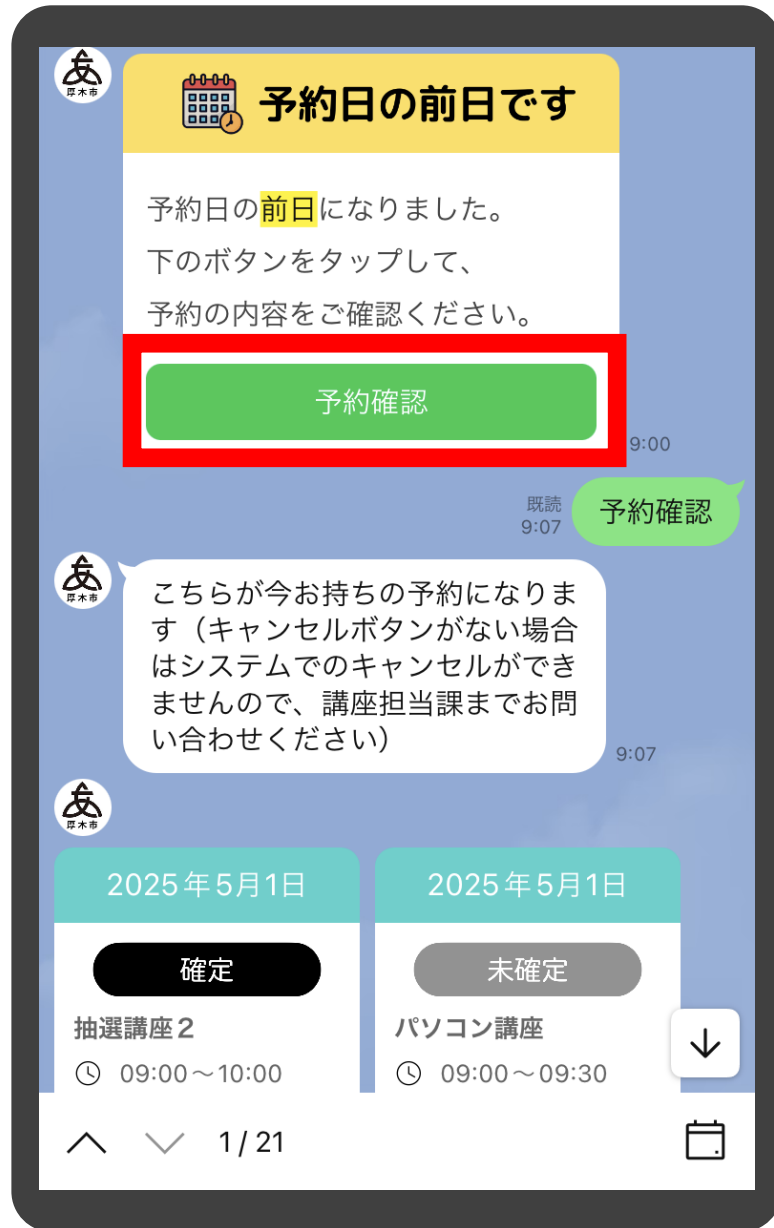 厚木市
予約日の前日です
予約日の前日になりました。
下のボタンをタップして、
予約の内容をご確認ください。
予約確認
9:00
既読
9:07
予約確認
厚木市
こちらが今お持ちの予約になりま
す（キャンセルボタンがない場合
はシステムでのキャンセルができ
ませんので、講座担当課までお問
い合わせください）
9:07
厚木市
2025年5月1日
確定
抽選講座２
09:00～10:00
2025年5月1日
未確定
パソコン講座
09:00～09:30
1/21